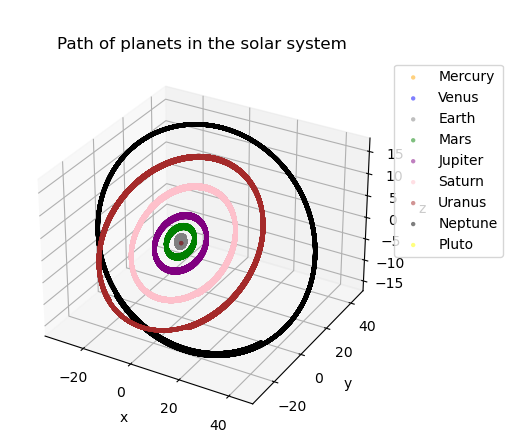 Path of planets in the solar system
Mercury
Venus
Earth
Mars
Jupiter
Saturn
Uranus
Neptune
Pluto
15
10
5
0
−5
−10
−15
z
40
20
0
−20
y
−20
0
20
40
x